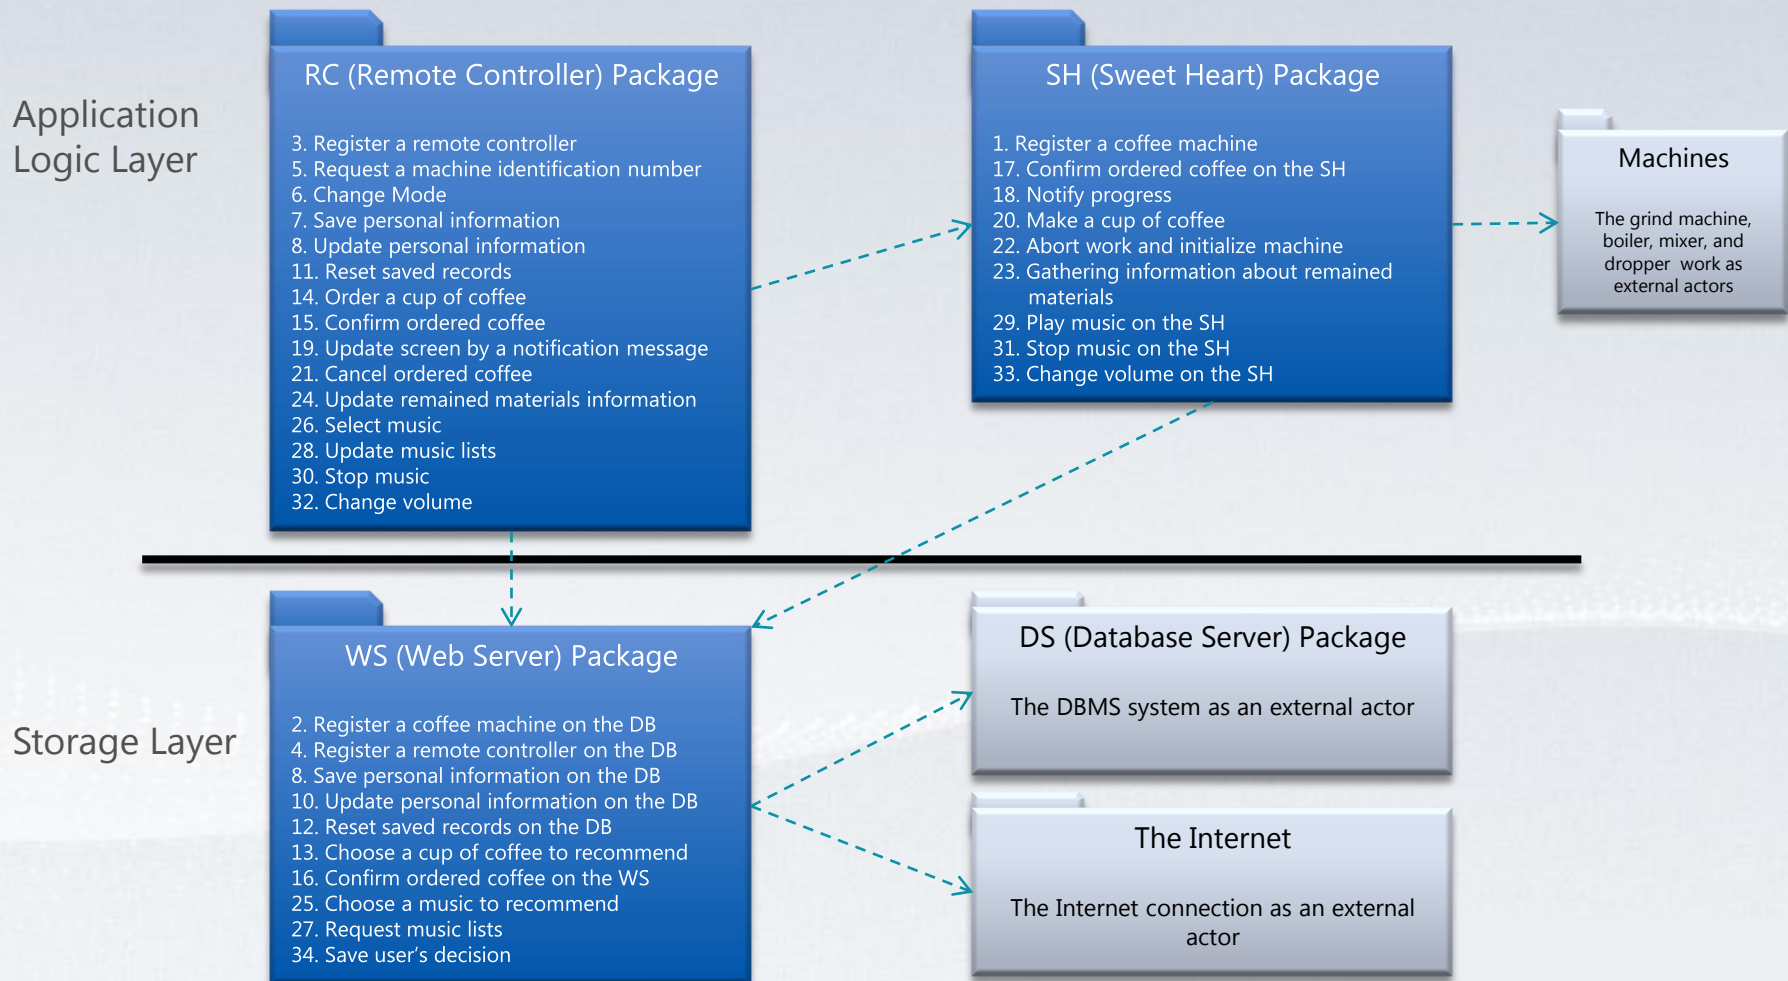 Application
Logic Layer
RC (Remote Controller) Package
3. Register a remote controller
5. Request a machine identification number
6. Change Mode
7. Save personal information
8. Update personal information
11. Reset saved records
14. Order a cup of coffee
15. Confirm ordered coffee
19. Update screen by a notification message
21. Cancel ordered coffee
24. Update remained materials information
26. Select music
28. Update music lists
30. Stop music
32. Change volume
SH (Sweet Heart) Package
1. Register a coffee machine
17. Confirm ordered coffee on the SH
18. Notify progress
20. Make a cup of coffee
22. Abort work and initialize machine
23. Gathering information about remained
materials
29. Play music on the SH
31. Stop music on the SH
33. Change volume on the SH
Machines
The grind machine,
boiler, mixer, and
dropper work as
external actors
Storage Layer
WS (Web Server) Package
2. Register a coffee machine on the DB
4. Register a remote controller on the DB
8. Save personal information on the DB
10. Update personal information on the DB
12. Reset saved records on the DB
13. Choose a cup of coffee to recommend
16. Confirm ordered coffee on the WS
25. Choose a music to recommend
27. Request music lists
34. Save user’s decision
DS (Database Server) Package
The DBMS system as an external actor
The Internet
The Internet connection as an external
actor